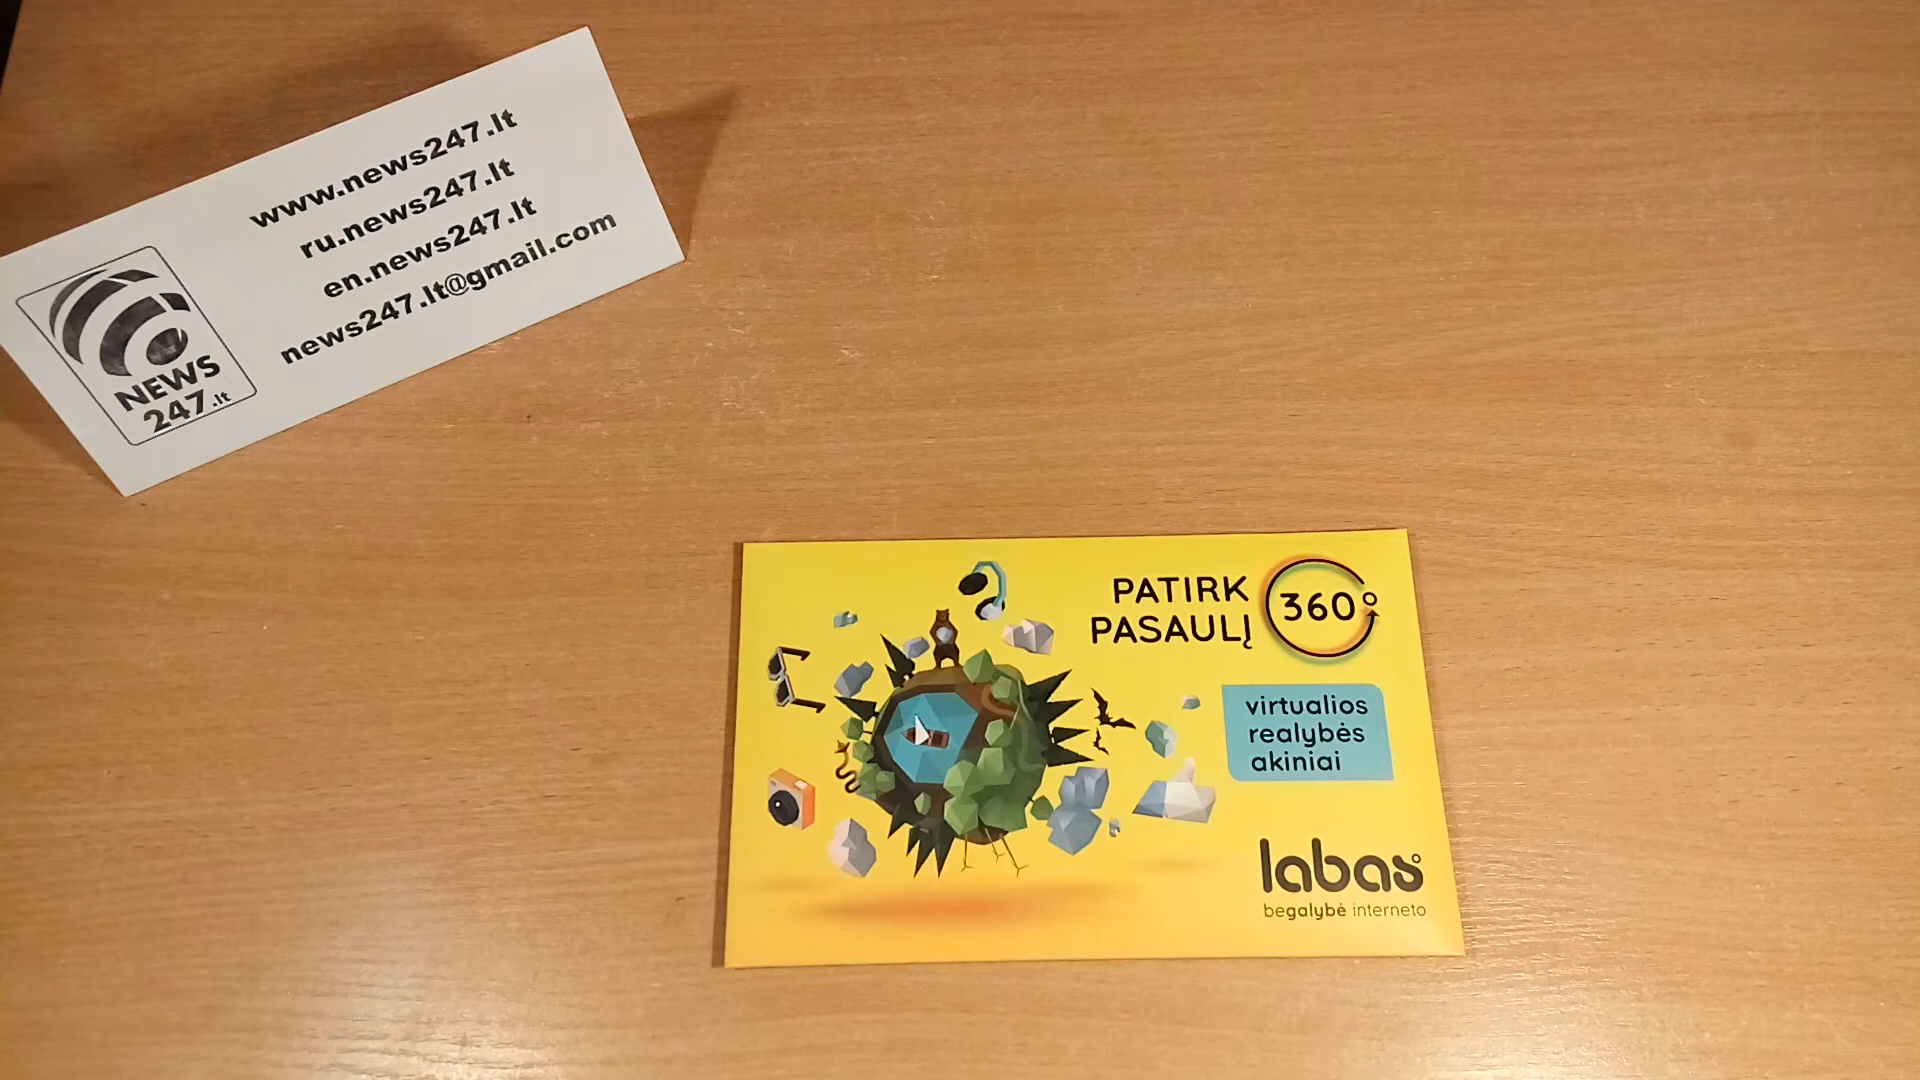 www.news247.lt
ru.news247.lt
en.news247.lt
news247.lt@gmail.com
NEWS
247.lt
PATIRK
PASAULĮ
360°
virtualios
realybės
akiniai
labas°
begalybė interneto